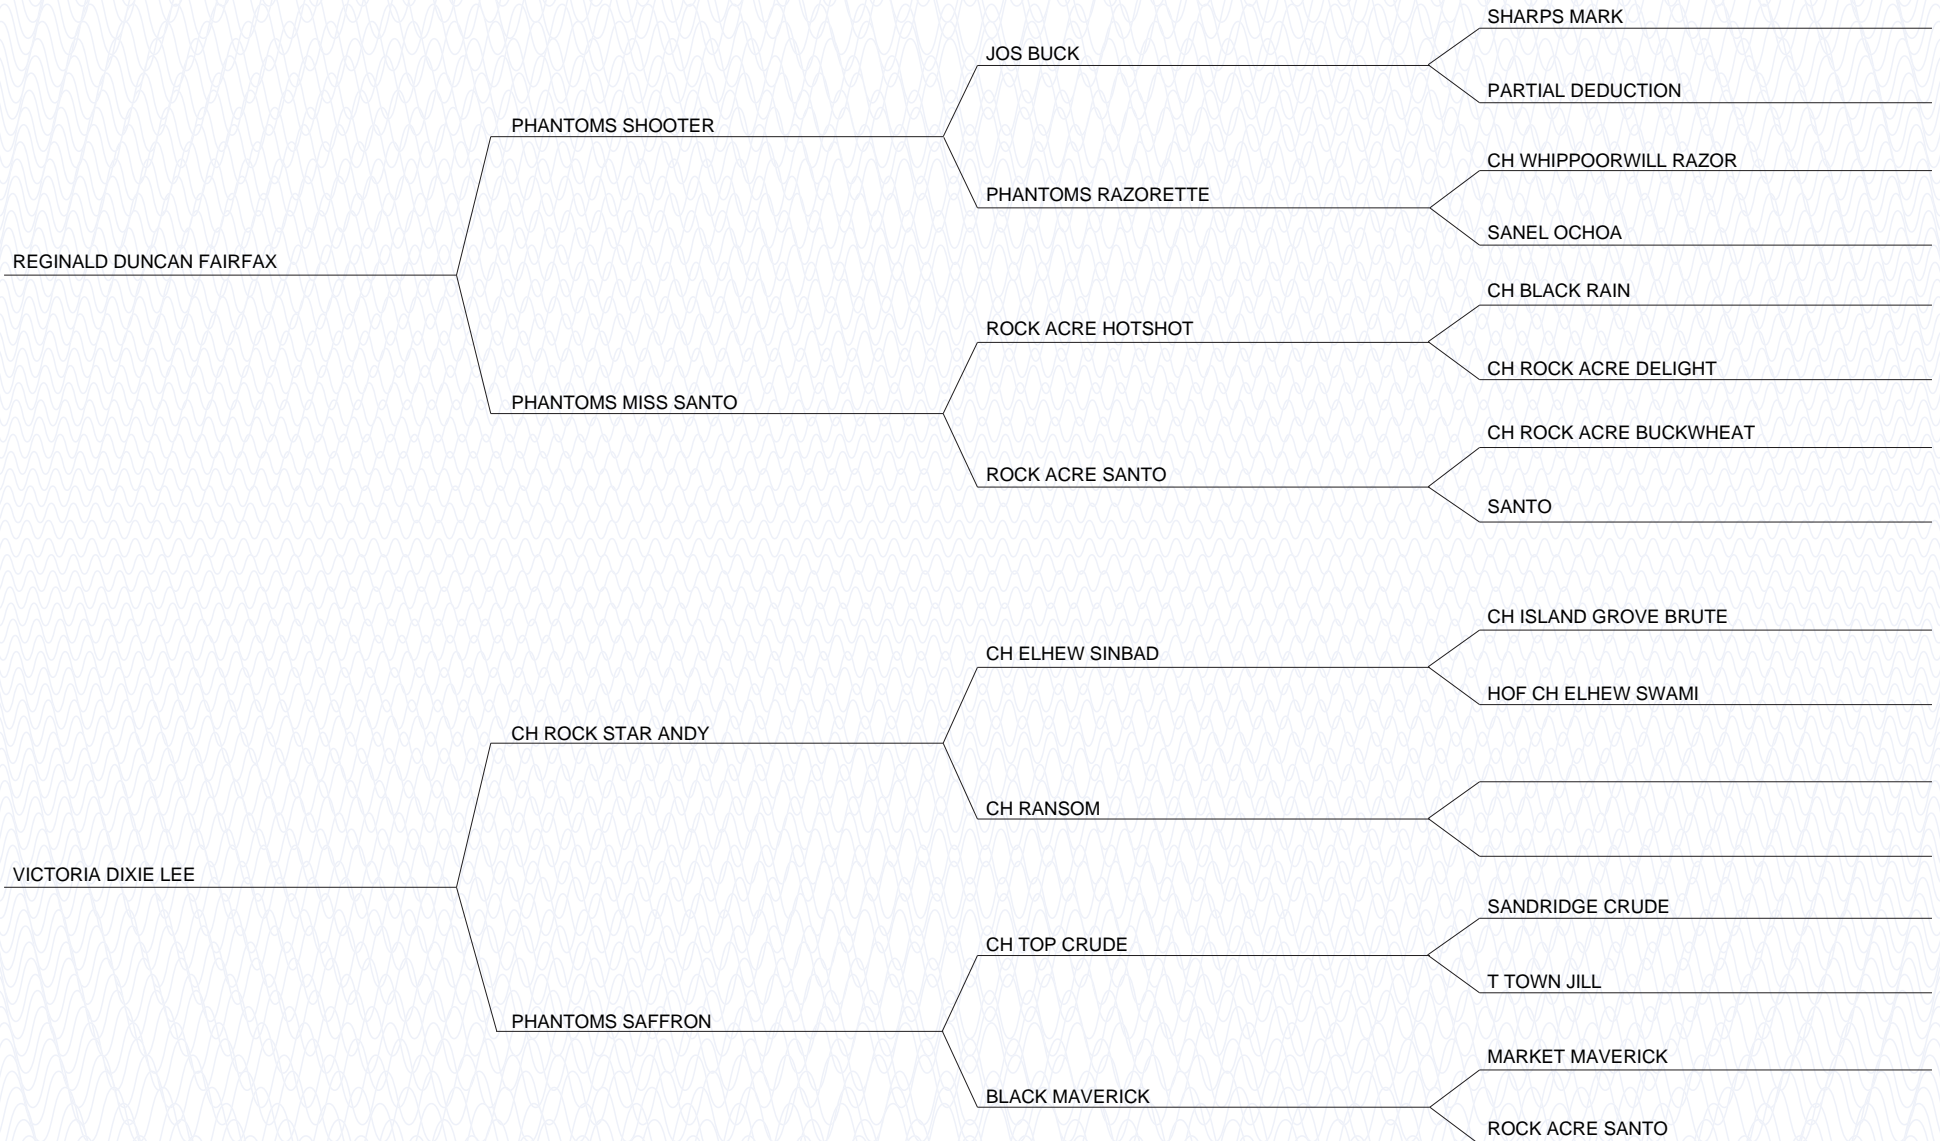 SHARPS MARK
JOS BUCK
PARTIAL DEDUCTION
PHANTOMS SHOOTER
CH WHIPPOORWILL RAZOR
PHANTOMS RAZORETTE
SANEL OCHOA
REGINALD DUNCAN FAIRFAX
CH BLACK RAIN
ROCK ACRE HOTSHOT
CH ROCK ACRE DELIGHT
PHANTOMS MISS SANTO
CH ROCK ACRE BUCKWHEAT
ROCK ACRE SANTO
SANTO
CH ISLAND GROVE BRUTE
CH ELHEW SINBAD
HOF CH ELHEW SWAMI
CH ROCK STAR ANDY
CH RANSOM
VICTORIA DIXIE LEE
SANDRIDGE CRUDE
CH TOP CRUDE
T TOWN JILL
PHANTOMS SAFFRON
MARKET MAVERICK
BLACK MAVERICK
ROCK ACRE SANTO